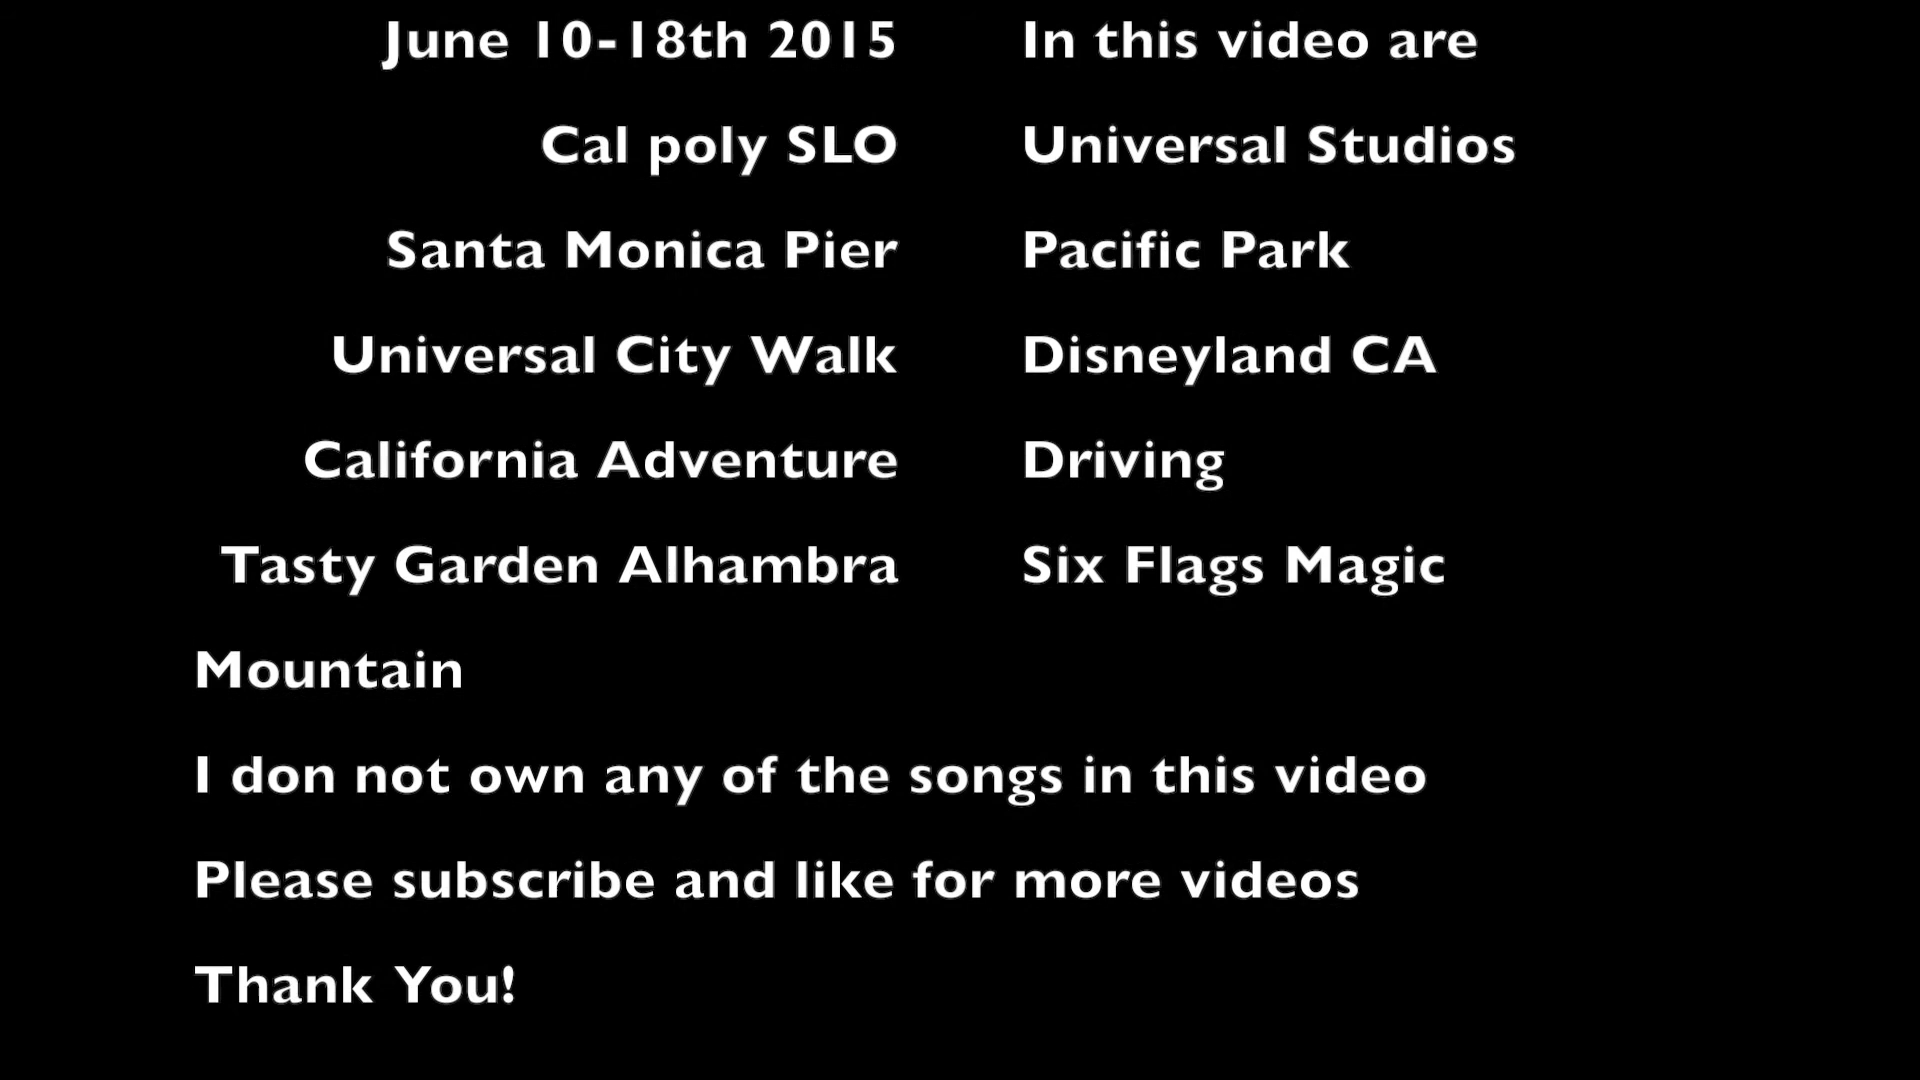 June 10-18th 2015 In this video are
Cal poly SLO Universal Studios
Santa Monica Pier Pacific Park
Universal City Walk Disneyland CA
California Adventure Driving
Tasty Garden Alhambra Six Flags Magic
Mountain
I don not own any of the songs in this video
Please subscribe and like for more videos
Thank You!